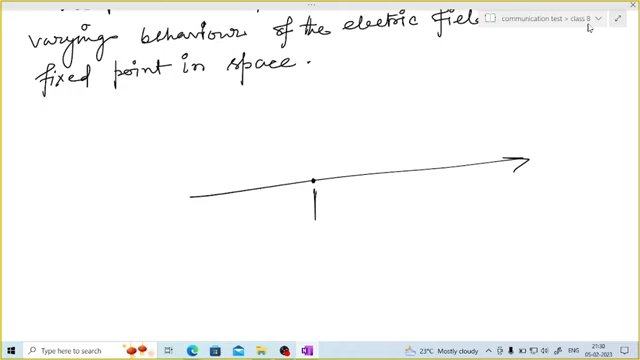 varying behaviour of the electric
fixed point in space.
communication test > class 8
Type here to search
23°C Mostly cloudy
ENG
21:30
05-02-2023